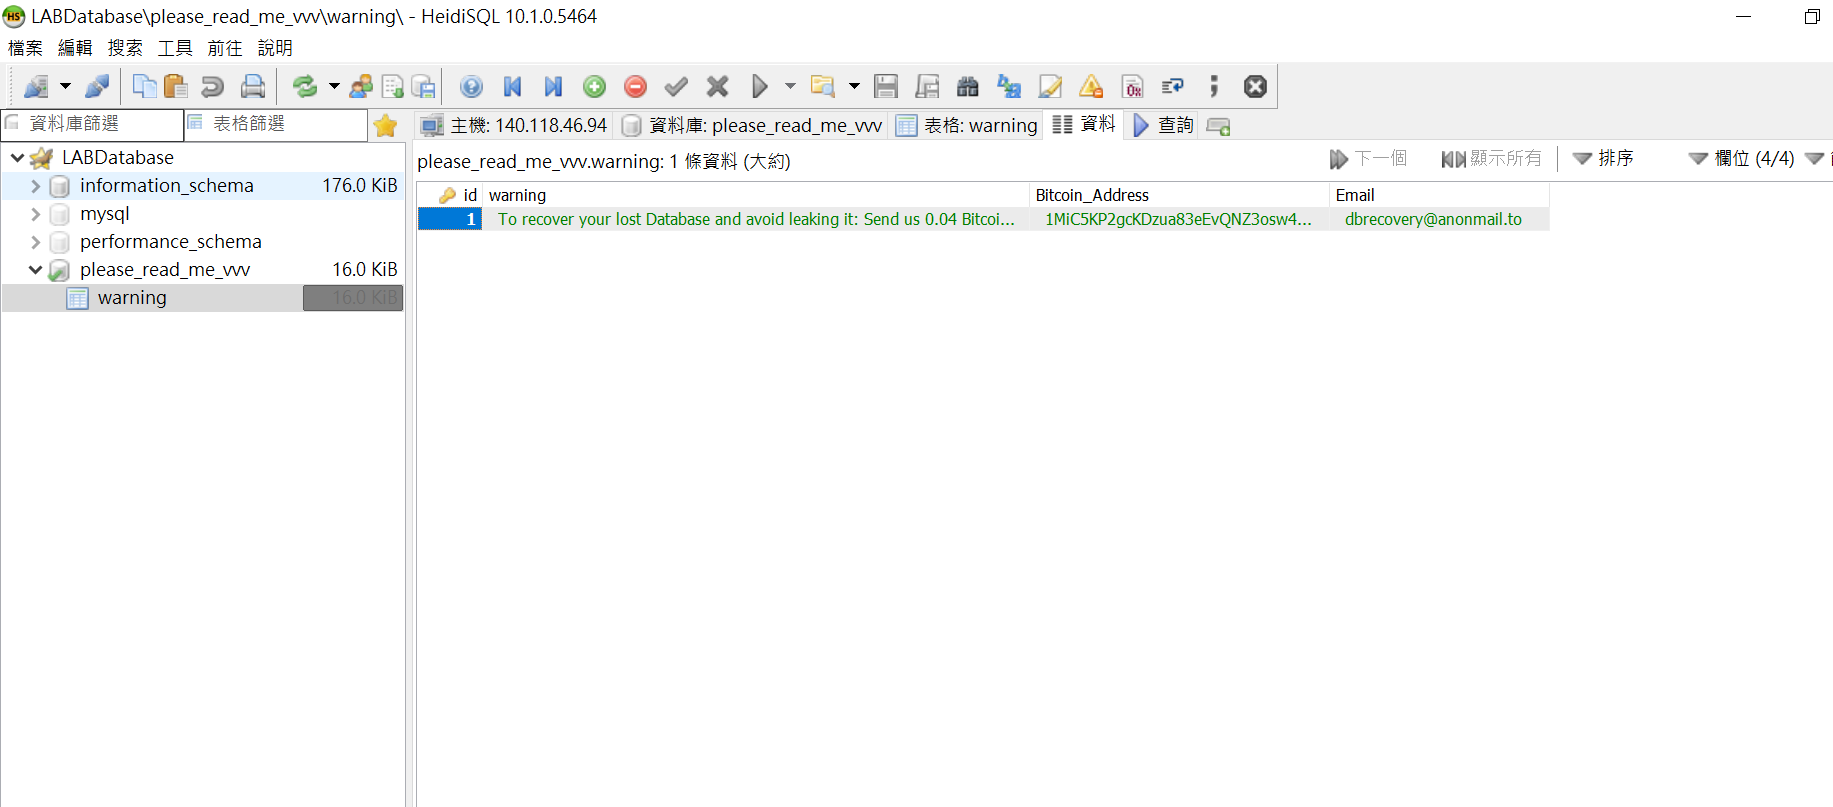 LABDatabase\please_read_me_vvv\warning\ - HeidiSQL 10.1.0.5464
檔案 編輯 搜索 工具 前往 說明
資料庫篩選 表格篩選 主機: 140.118.46.94 資料庫: please_read_me_vvv 表格: warning 資料 查詢
LABDatabase
information_schema 176.0 KiB
mysql
performance_schema
please_read_me_vvv 16.0 KiB
warning 16.0 KiB
please_read_me_vvv.warning: 1 條資料 (大約) 下一個 顯示所有 排序 欄位 (4/4)
id warning Bitcoin_Address Email
1 To recover your lost Database and avoid leaking it: Send us 0.04 Bitcoi... 1MiC5KP2gcKDzua83eEvQNZ3osw4... dbrecovery@anonmail.to